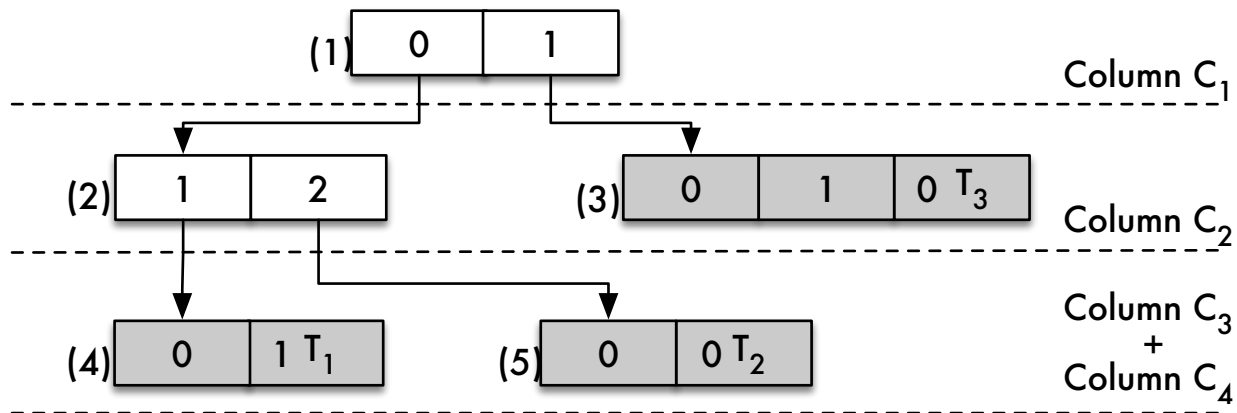 (1) 0 1
Column C1
(2) 1 2 (3) 0 1 0 T3
Column C2
(4) 0 1 T1 (5) 0 0 T2
Column C3
+
Column C4